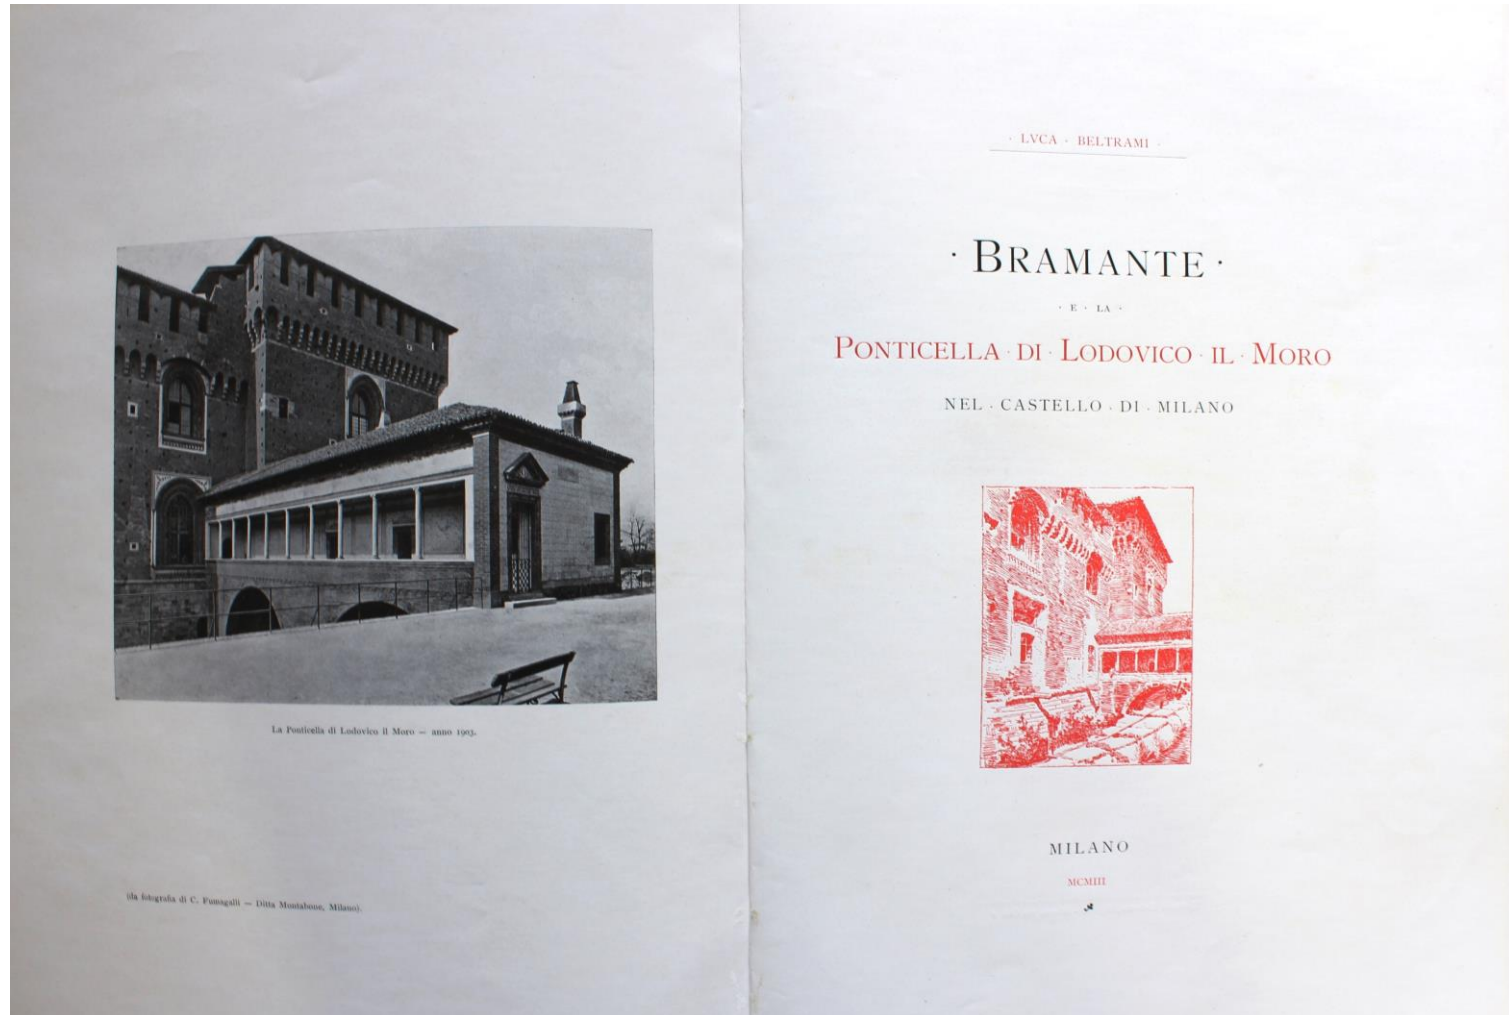 La Ponticella di Lodovico il Moro — anno 1903.
(da fotografia di C. Fumagalli — Ditta Montabone, Milano).
· LVCA · BELTRAMI ·
· BRAMANTE ·
· E · LA ·
PONTICELLA · DI · LODOVICO · IL · MORO
NEL · CASTELLO · DI · MILANO
MILANO
MCMIII